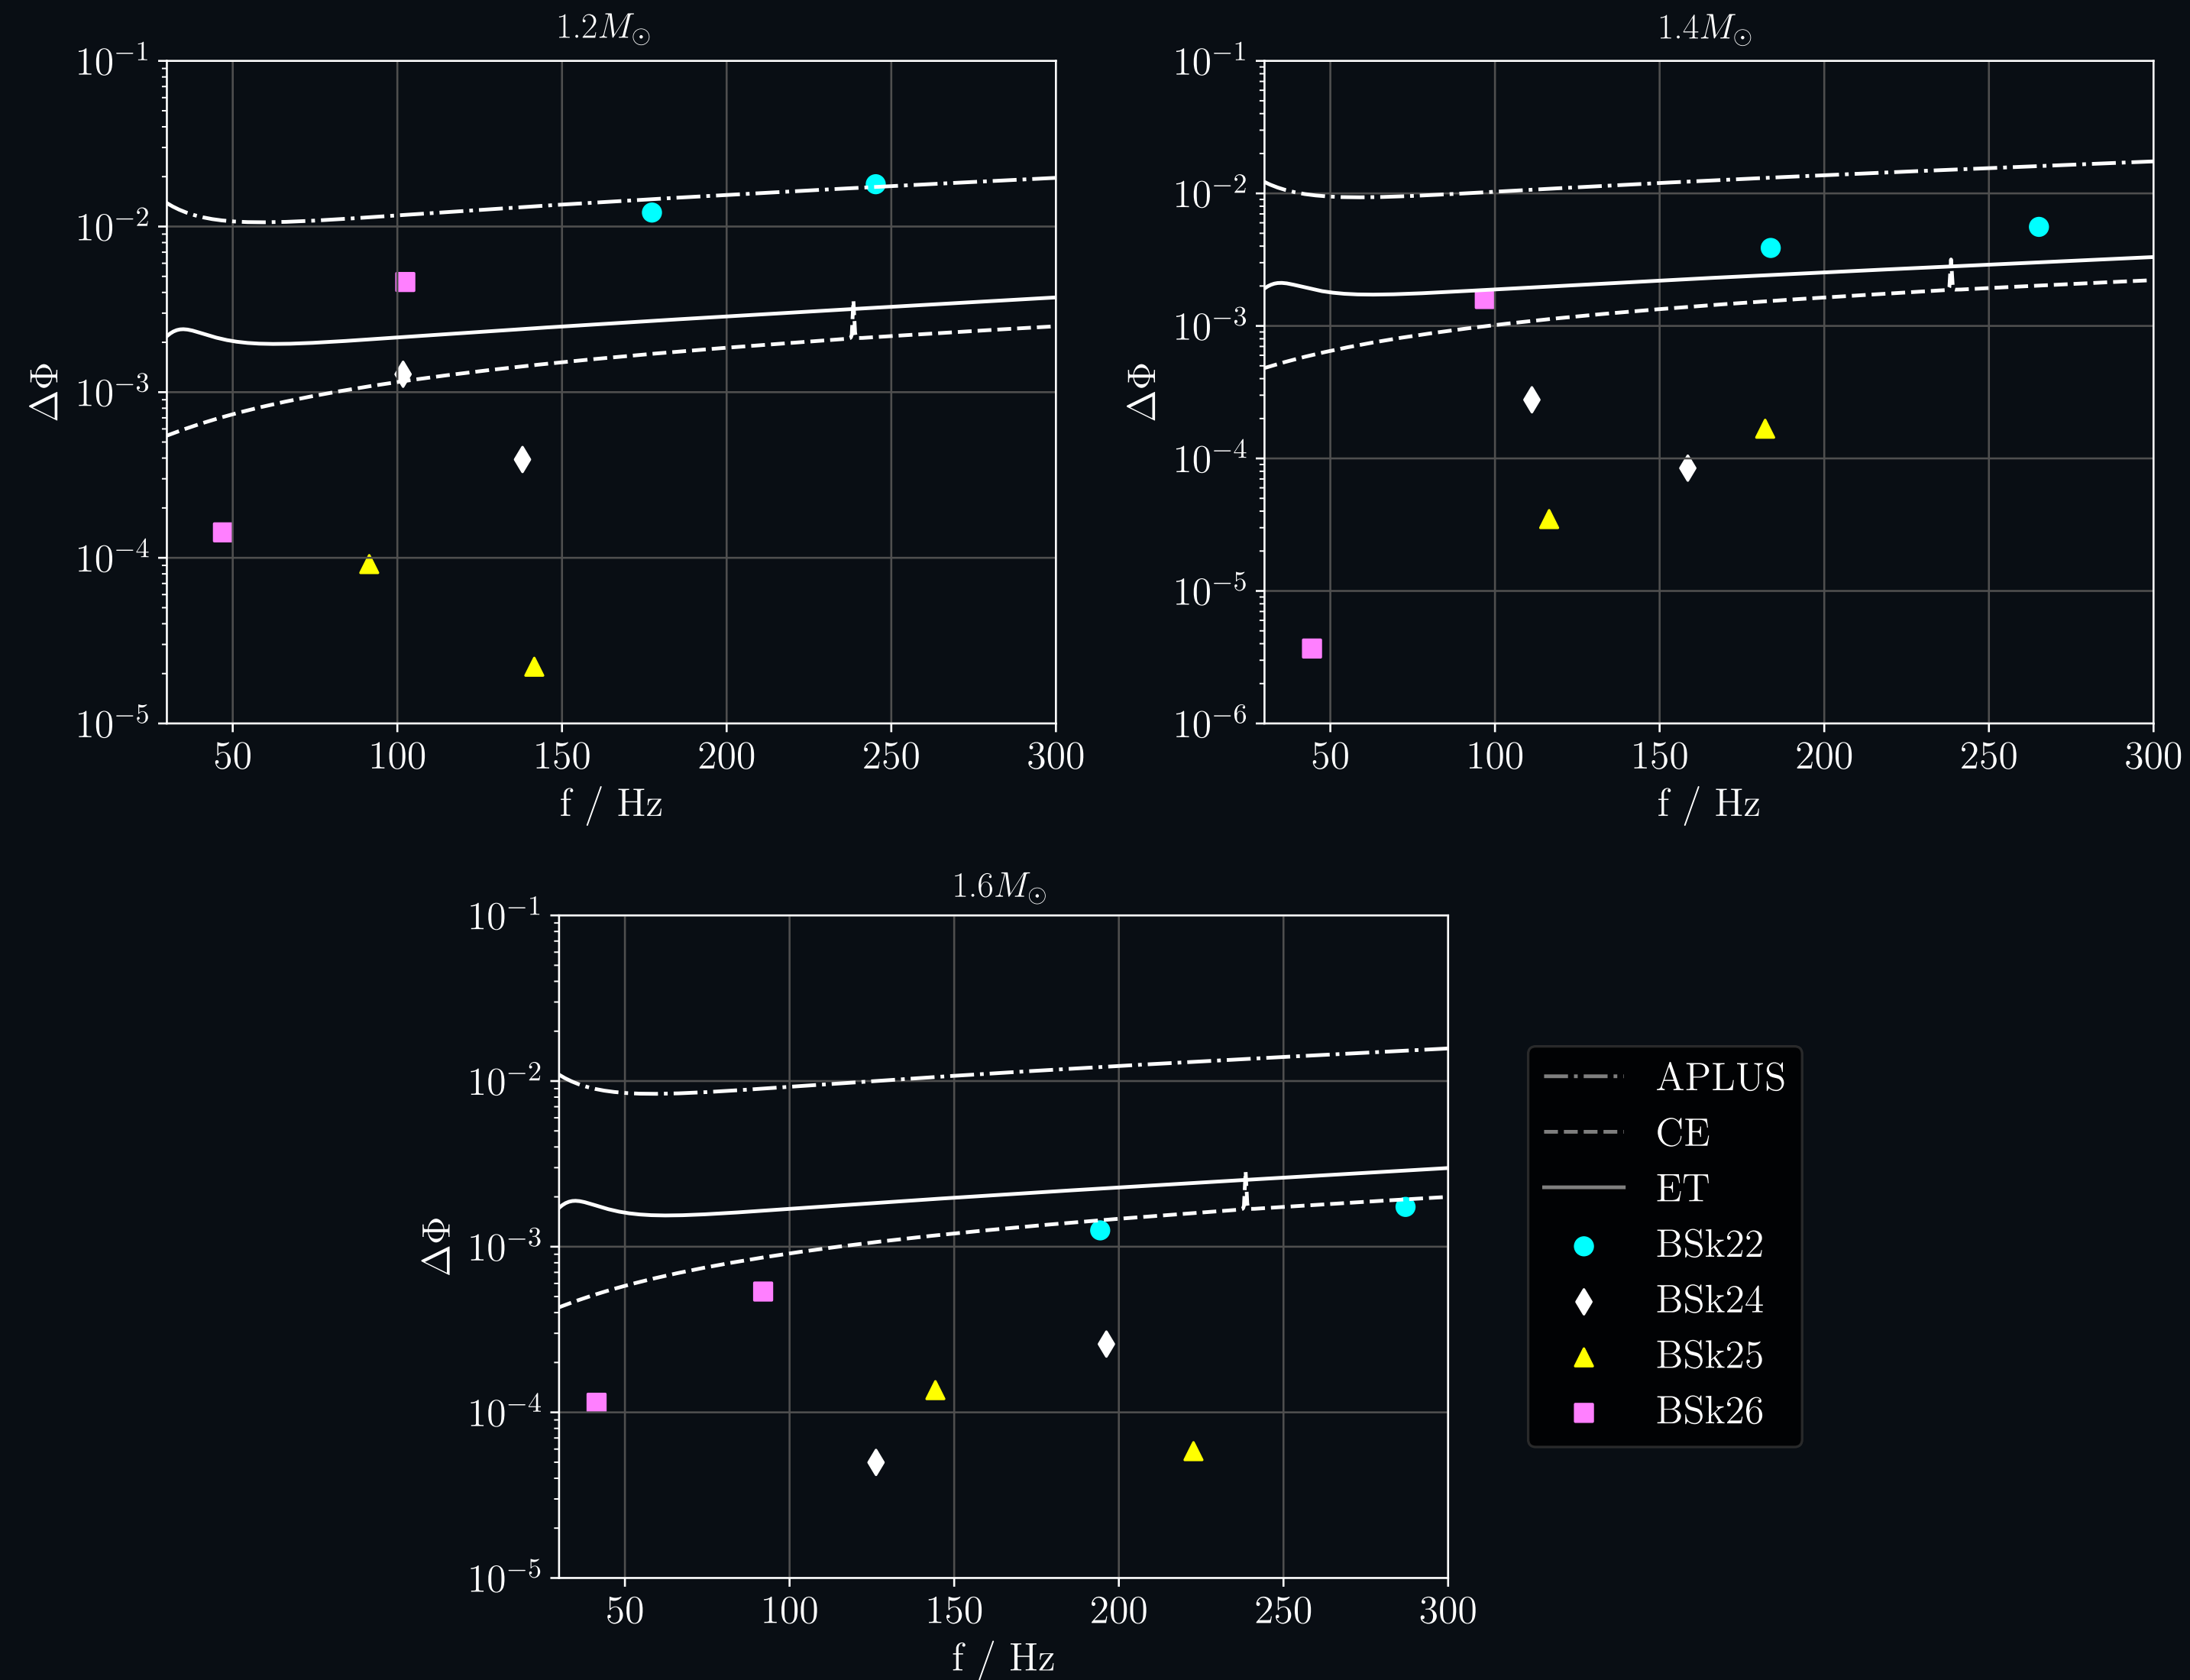 1.2M⊙
10⁻¹
10⁻²
10⁻³
10⁻⁴
10⁻⁵
ΔΦ
50 100 150 200 250 300
f / Hz
1.4M⊙
10⁻¹
10⁻²
10⁻³
10⁻⁴
10⁻⁵
10⁻⁶
ΔΦ
50 100 150 200 250 300
f / Hz
1.6M⊙
10⁻¹
10⁻²
10⁻³
10⁻⁴
10⁻⁵
ΔΦ
50 100 150 200 250 300
f / Hz
APLUS
CE
ET
BSk22
BSk24
BSk25
BSk26